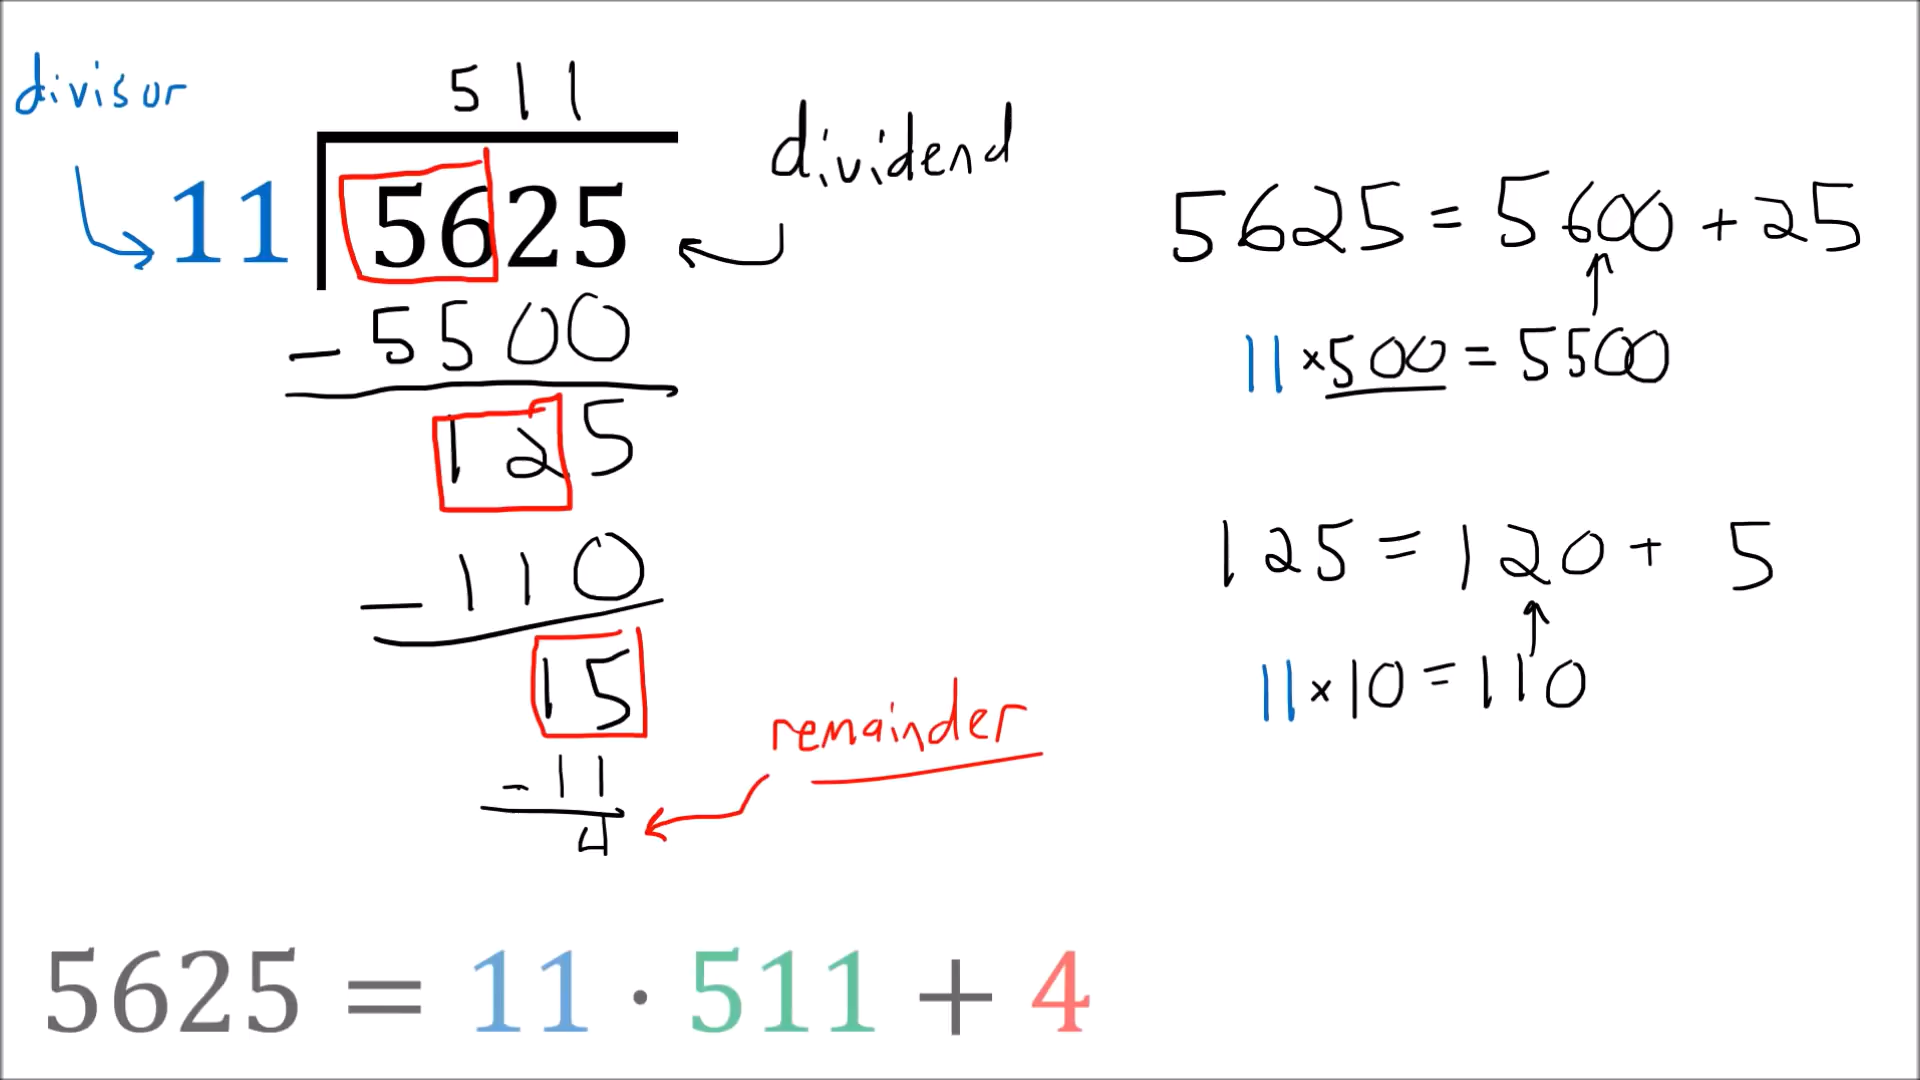 divisor
511
11 5625
dividend
- 5500
125
- 110
15
- 11
4
remainder
5625 = 5600 + 25
11 × 500 = 5500
125 = 120 + 5
11 × 10 = 110
5625 = 11 · 511 + 4